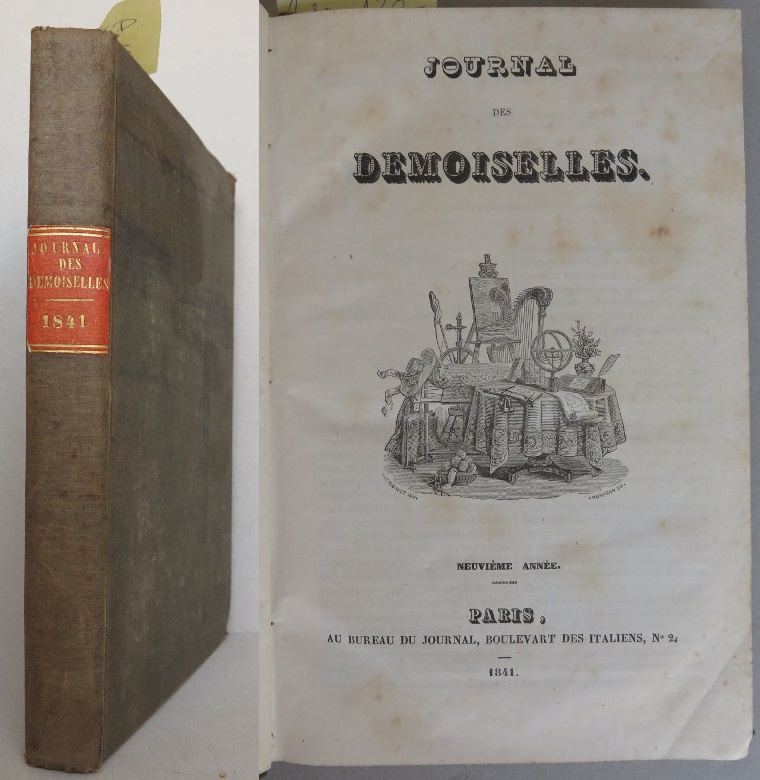 JOURNAL
DES
DEMOISELLES
1841
JOURNAL
DES
DEMOISELLES.
NEUVIÈME ANNÉE.
PARIS,
AU BUREAU DU JOURNAL, BOULEVART DES ITALIENS, Nº 2,
1841.